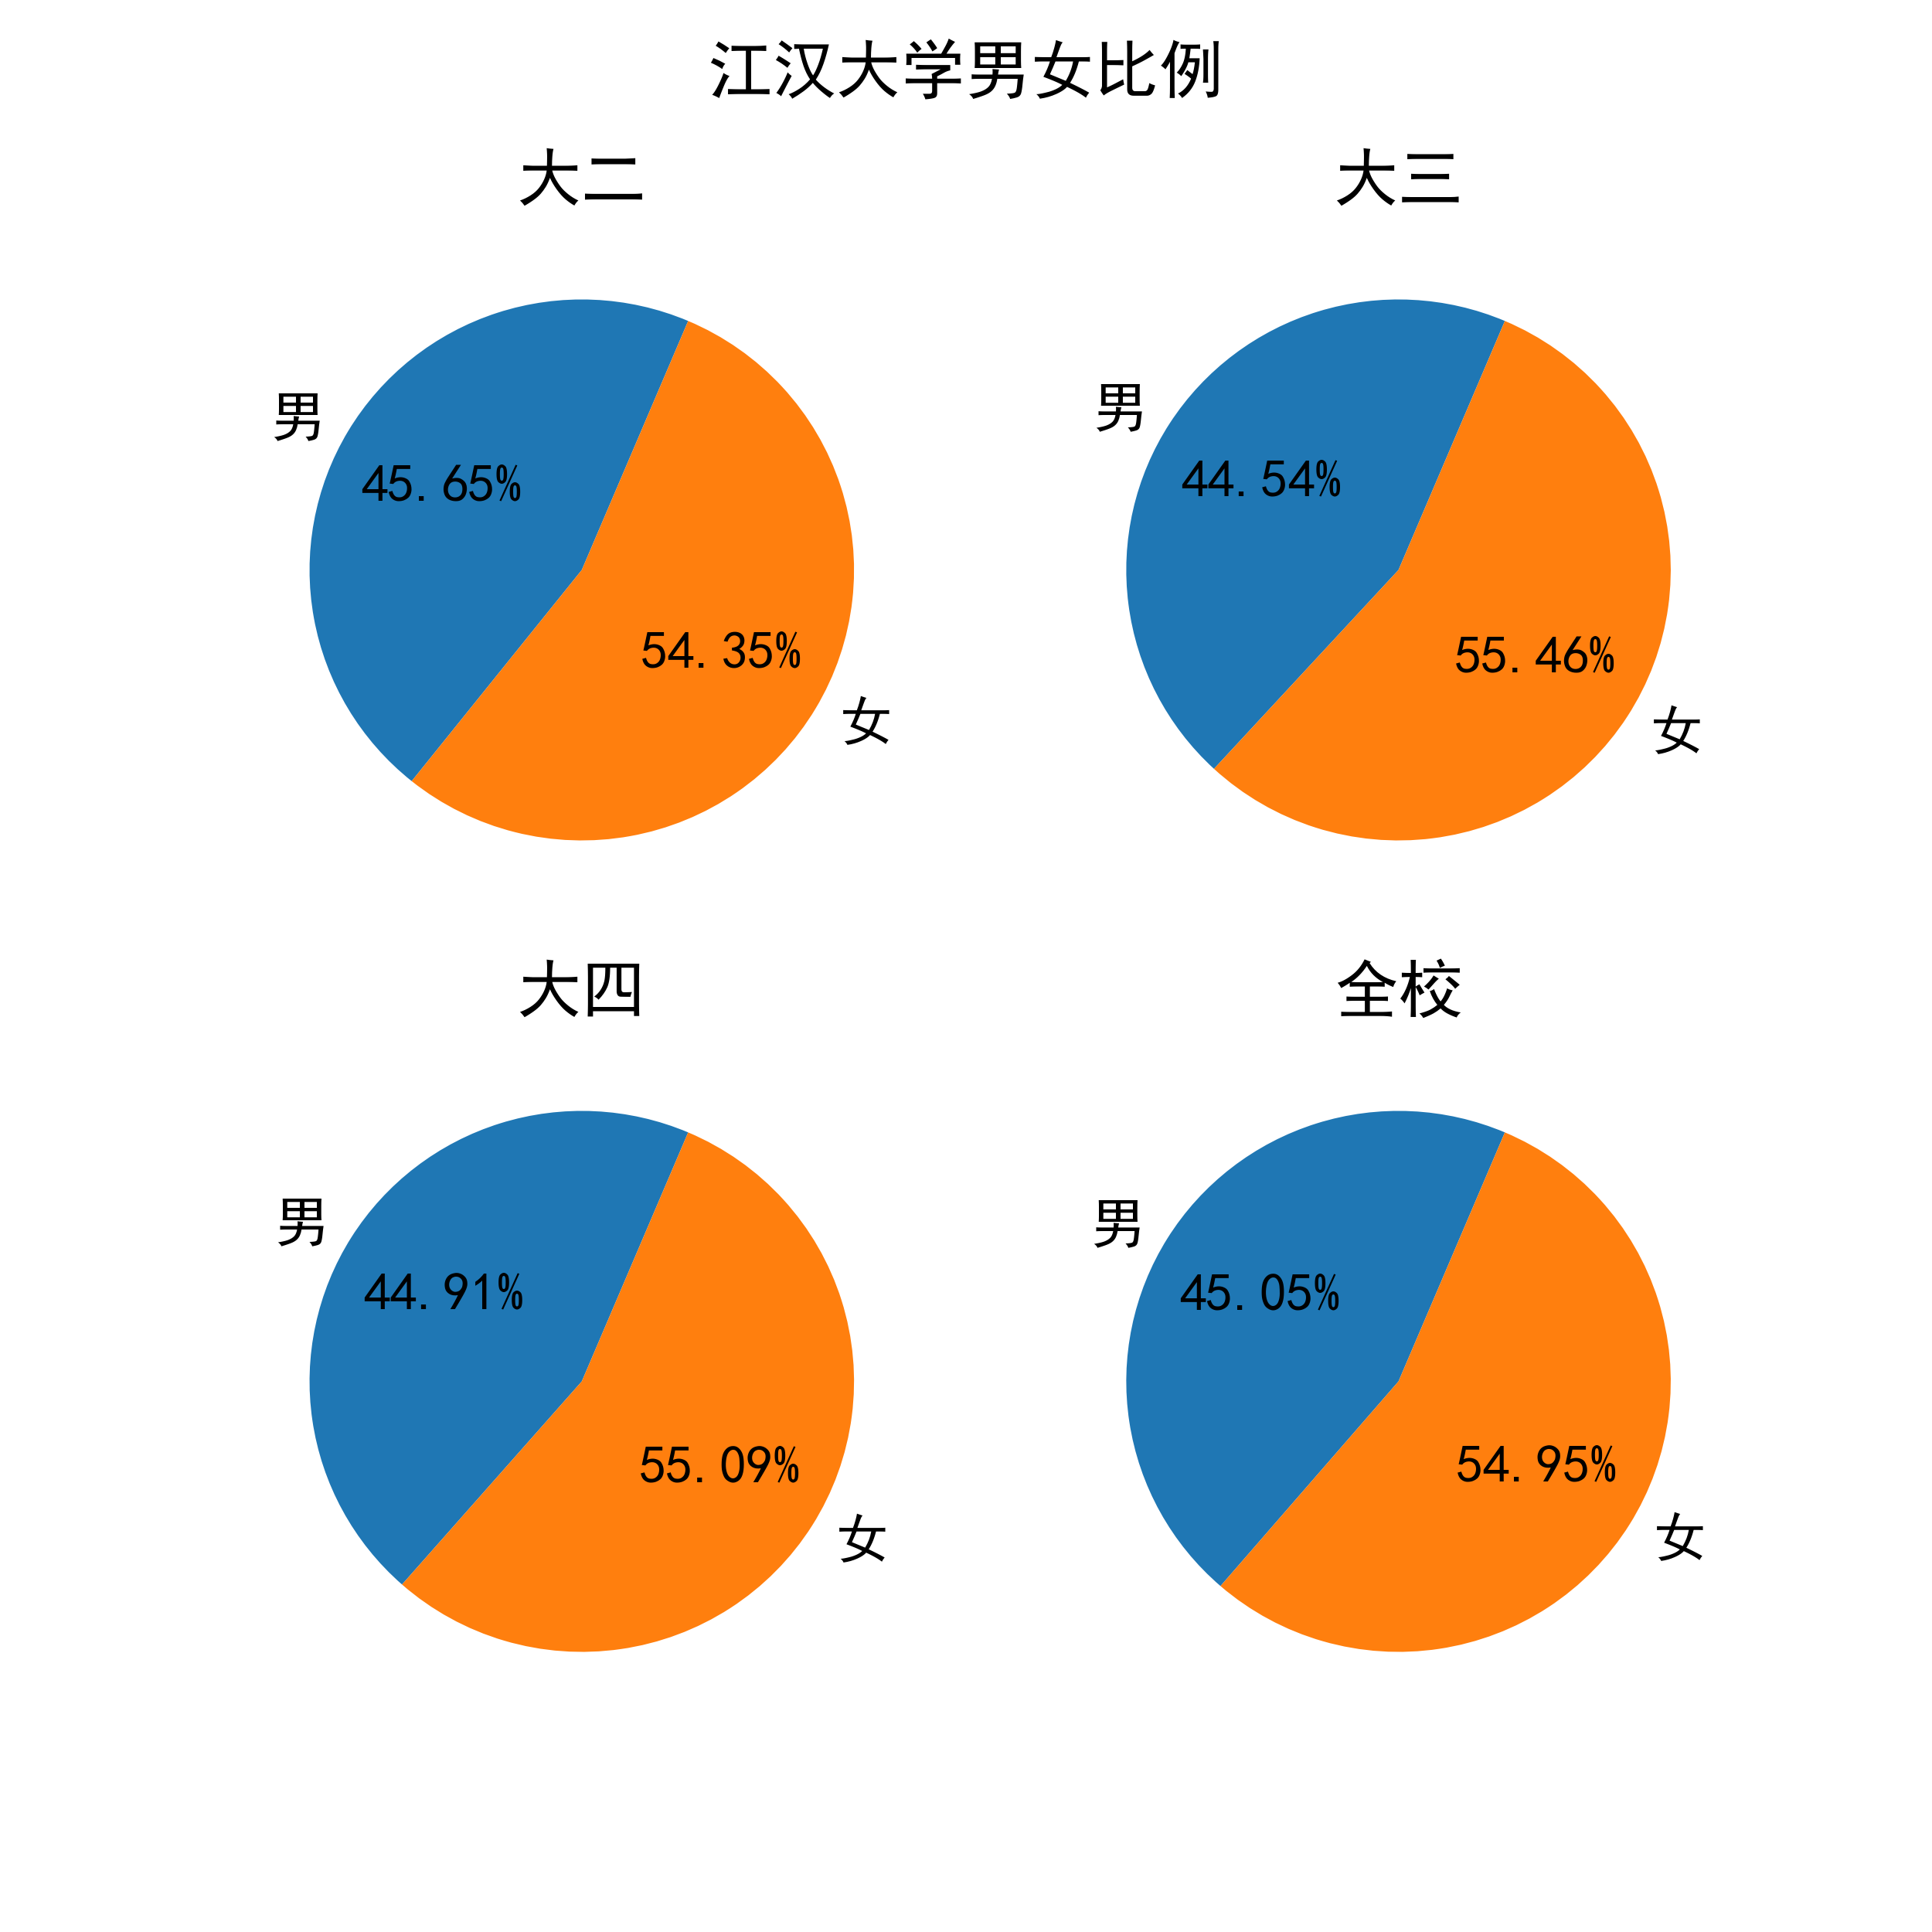 江汉大学男女比例
大二
男
45.65%
54.35%
女
大三
男
44.54%
55.46%
女
大四
男
44.91%
55.09%
女
全校
男
45.05%
54.95%
女